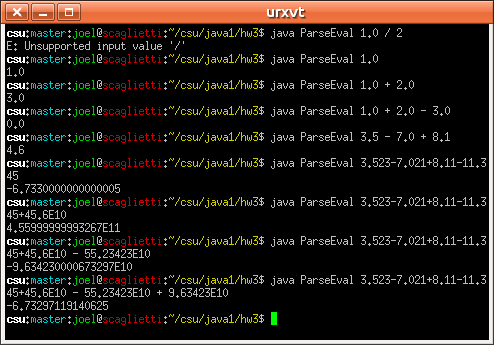 urxvt
csu:master:joel@scaglietti:~/csu/java1/hw3$ java ParseEval 1.0 / 2
E: Unsupported input value '/'
csu:master:joel@scaglietti:~/csu/java1/hw3$ java ParseEval 1.0
1.0
csu:master:joel@scaglietti:~/csu/java1/hw3$ java ParseEval 1.0 + 2.0
3.0
csu:master:joel@scaglietti:~/csu/java1/hw3$ java ParseEval 1.0 + 2.0 - 3.0
0.0
csu:master:joel@scaglietti:~/csu/java1/hw3$ java ParseEval 3.5 - 7.0 + 8.1
4.6
csu:master:joel@scaglietti:~/csu/java1/hw3$ java ParseEval 3.523-7.021+8.11-11.3
45
-6.7330000000000005
csu:master:joel@scaglietti:~/csu/java1/hw3$ java ParseEval 3.523-7.021+8.11-11.3
45+45.6E10
4.55999999993267E11
csu:master:joel@scaglietti:~/csu/java1/hw3$ java ParseEval 3.523-7.021+8.11-11.3
45+45.6E10 - 55.23423E10
-9.634230000673297E10
csu:master:joel@scaglietti:~/csu/java1/hw3$ java ParseEval 3.523-7.021+8.11-11.3
45+45.6E10 - 55.23423E10 + 9.63423E10
-6.73297119140625
csu:master:joel@scaglietti:~/csu/java1/hw3$